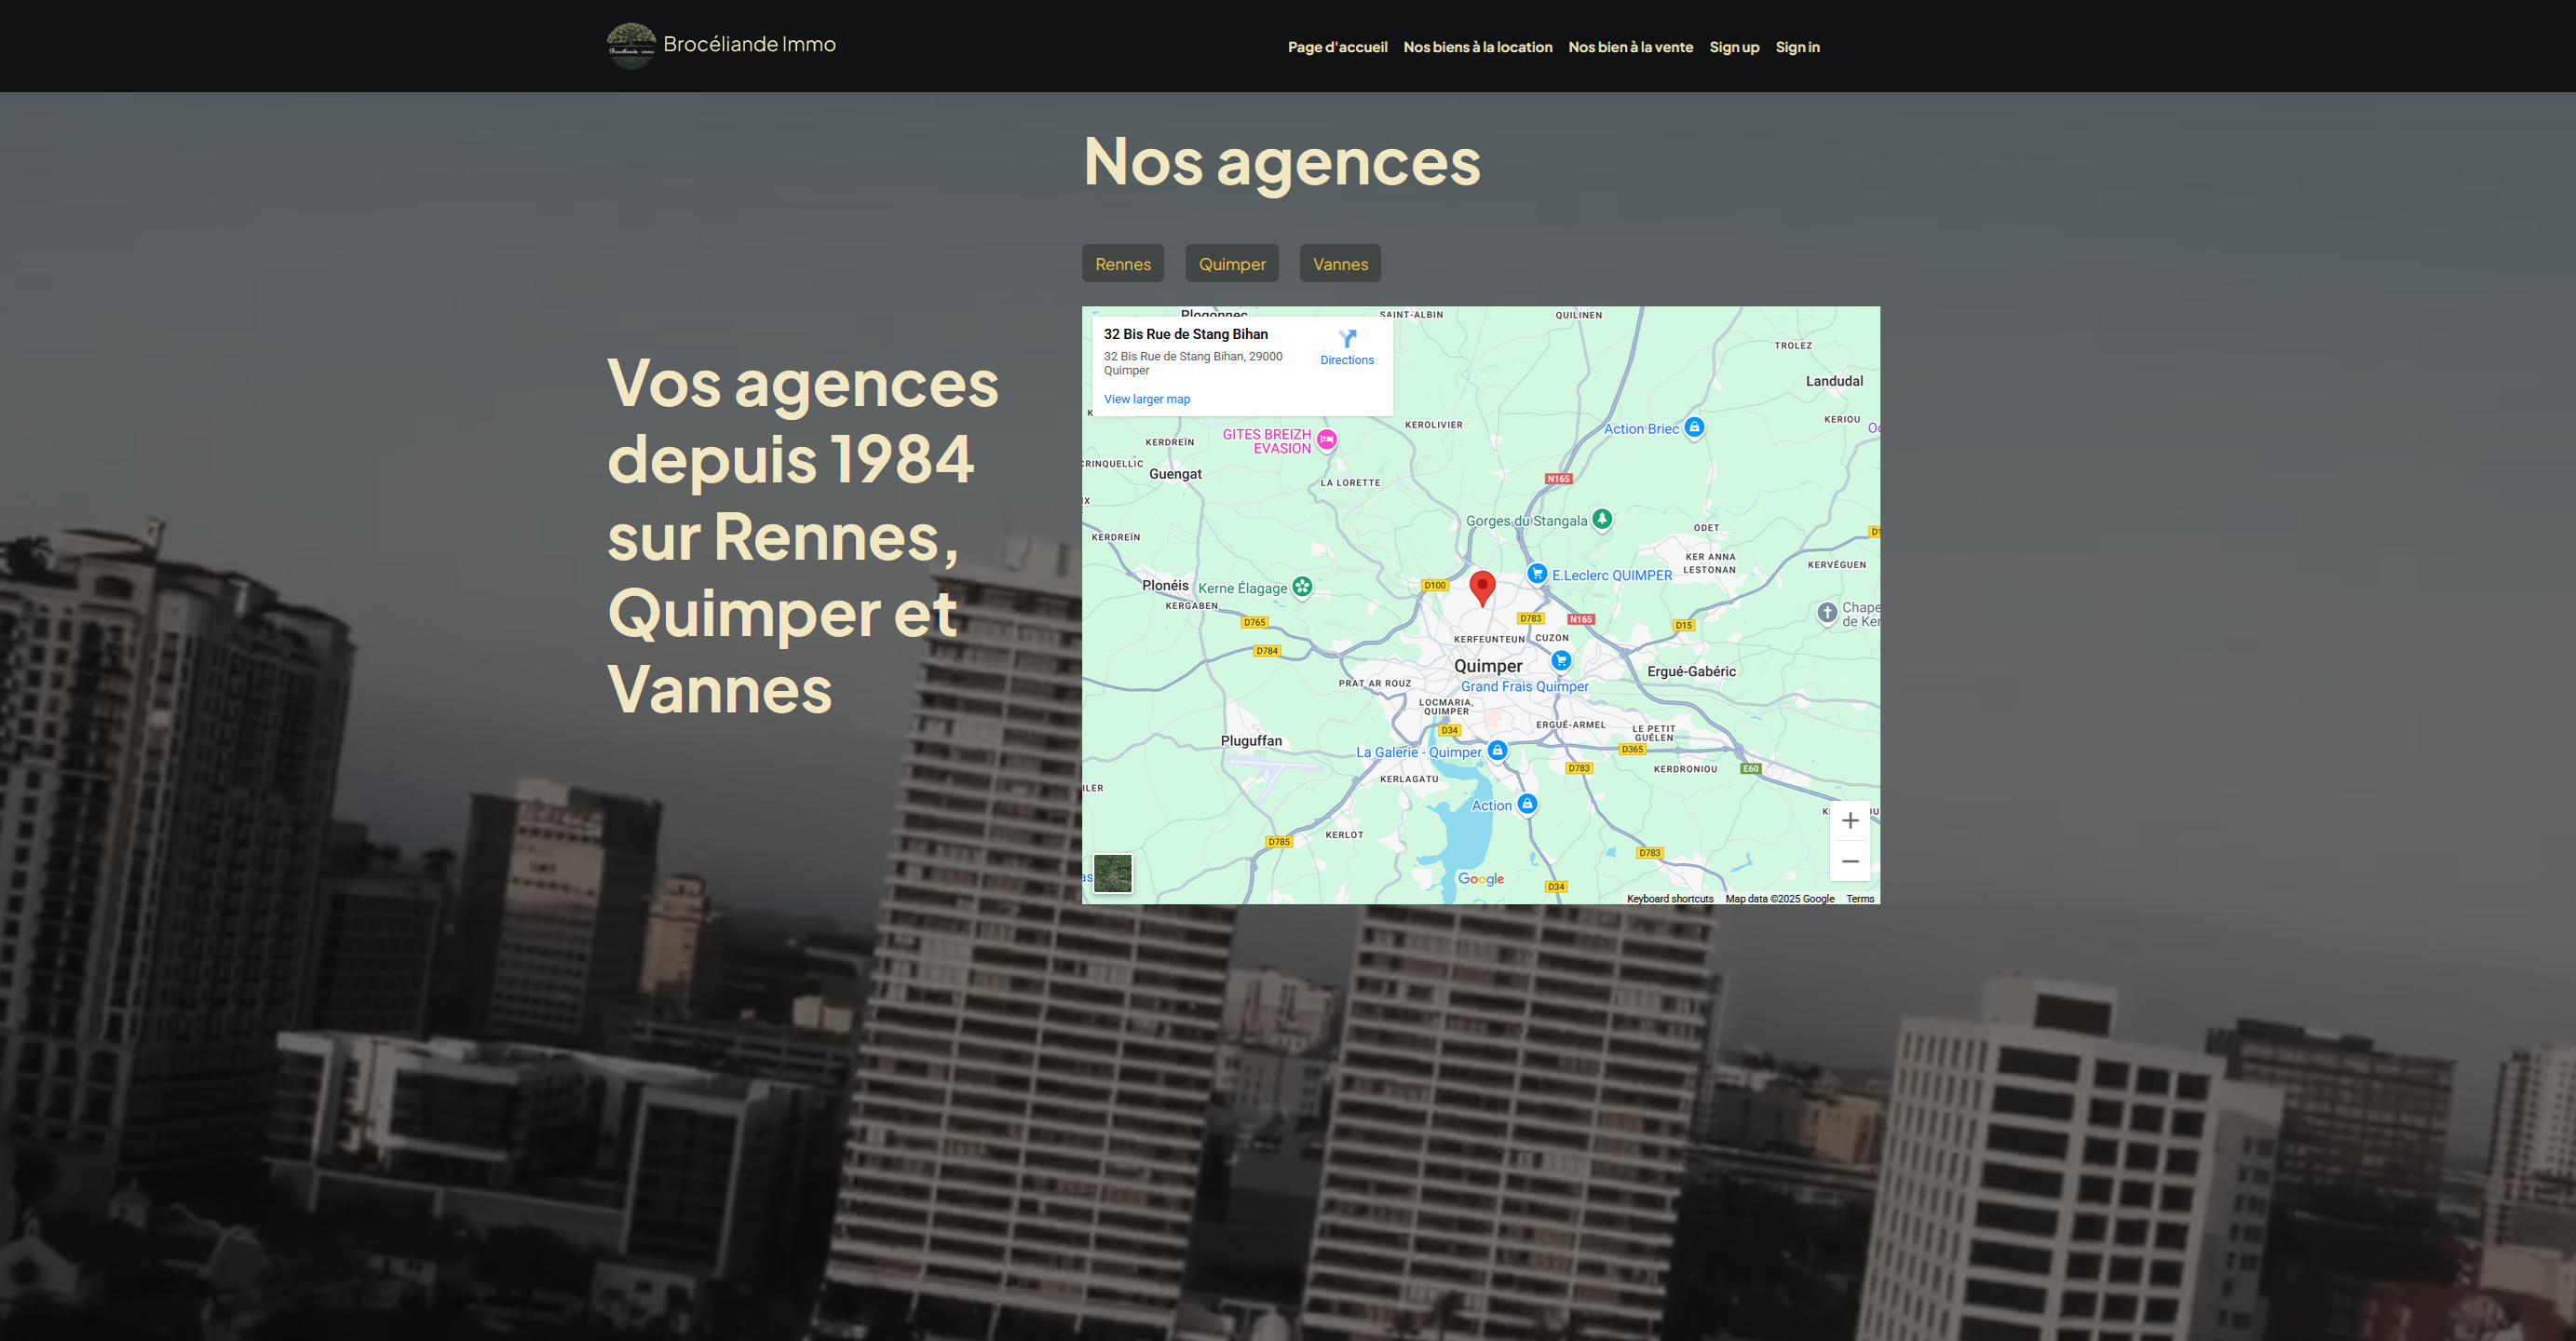 Brocéliande Immo
Page d'accueil
Nos biens à la location
Nos bien à la vente
Sign up
Sign in
Nos agences
Rennes
Quimper
Vannes
Vos agences
depuis 1984
sur Rennes,
Quimper et
Vannes
32 Bis Rue de Stang Bihan
32 Bis Rue de Stang Bihan, 29000
Quimper
Directions
View larger map
Plogonnec
SAINT-ALBIN
QUILINEN
TROLEZ
Landudal
KERIOU
KEROLIVIER
Action Briec
GITES BREIZH
EVASION
KERDREÏN
CRINQUELLIC
Guengat
LA LORETTE
N165
Gorges du Stangala
ODET
KERDREÏN
KER ANNA
LESTONAN
KERVÉGUEN
Plonéis
Kerne Élagage
D100
E.Leclerc QUIMPER
KERGABEN
Chape
de Ker
D765
D783
N165
D15
KERFEUNTEUN
CUZON
D784
Quimper
Ergué-Gabéric
PRAT AR ROUZ
Grand Frais Quimper
LOCMARIA,
QUIMPER
ERGUÉ-ARMEL
LE PETIT
GUÉLEN
D34
Pluguffan
La Galerie - Quimper
D365
D783
KERDRONIOU
E60
KERLAGATU
ILER
Action
KERLOT
D785
D783
Google
D34
Keyboard shortcuts
Map data ©2025 Google
Terms